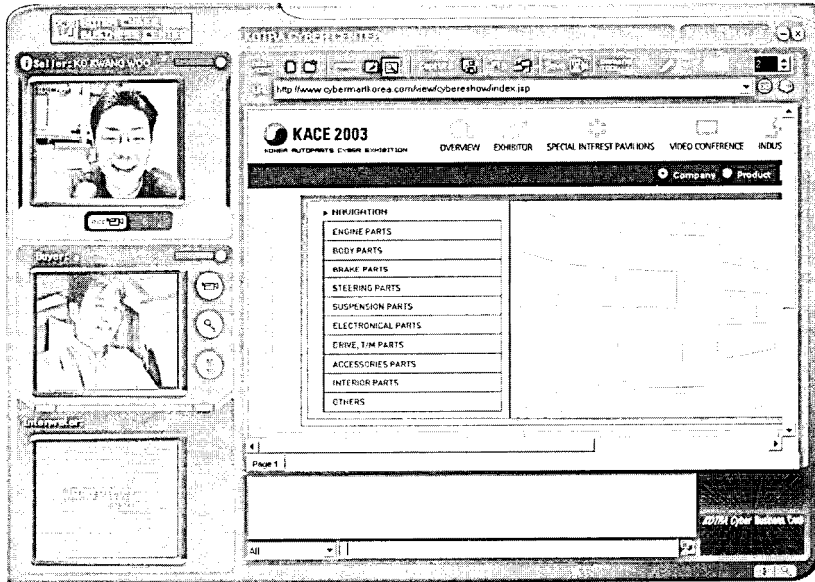 KOTRA CYBER CENTER
Seller: KO KWANG WOO
2
http://www.cybermartkorea.com/view/cybereshow/index.jsp
KACE 2003
KOREA AUTOPARTS CYBER EXHIBITION
OVERVIEW EXHIBITOR SPECIAL INTEREST PAVILIONS VIDEO CONFERENCE INDUS
Company Product
NAVIGATION
ENGINE PARTS
BODY PARTS
BRAKE PARTS
STEERING PARTS
SUSPENSION PARTS
ELECTRONICAL PARTS
DRIVE, T/M PARTS
ACCESSORIES PARTS
INTERIOR PARTS
OTHERS
Buyer:
Interpreter:
Page 1
KOTRA Cyber Business
All